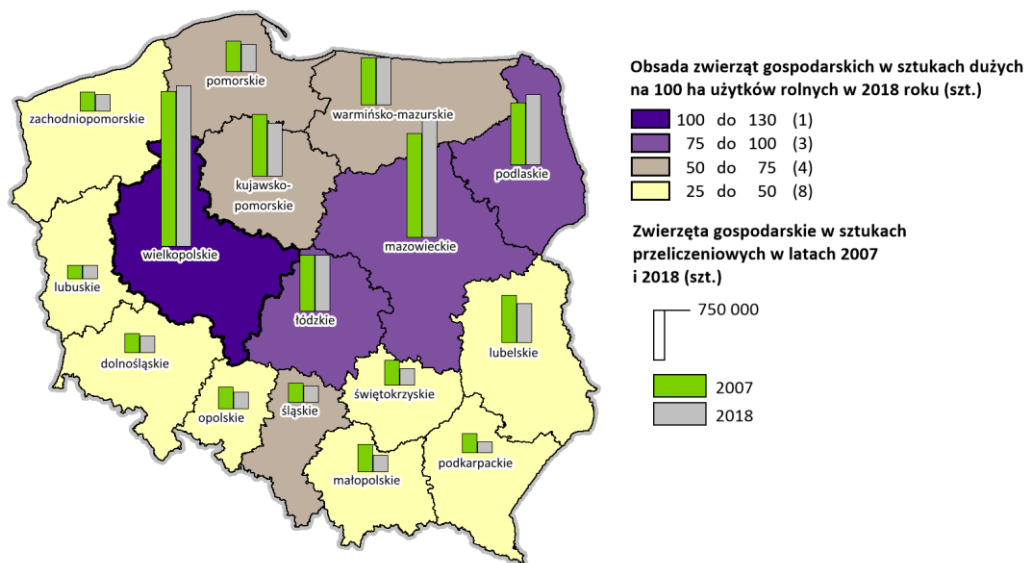 pomorskie
warmińsko-mazurskie
zachodniopomorskie
kujawsko-
pomorskie
podlaskie
mazowieckie
wielkopolskie
lubuskie
łódzkie
lubelskie
dolnośląskie
opolskie
śląskie
świętokrzyskie
małopolskie
podkarpackie
Obsada zwierząt gospodarskich w sztukach dużych
na 100 ha użytków rolnych w 2018 roku (szt.)
100 do 130 (1)
75 do 100 (3)
50 do 75 (4)
25 do 50 (8)
Zwierzęta gospodarskie w sztukach
przeliczeniowych w latach 2007
i 2018 (szt.)
750 000
2007
2018